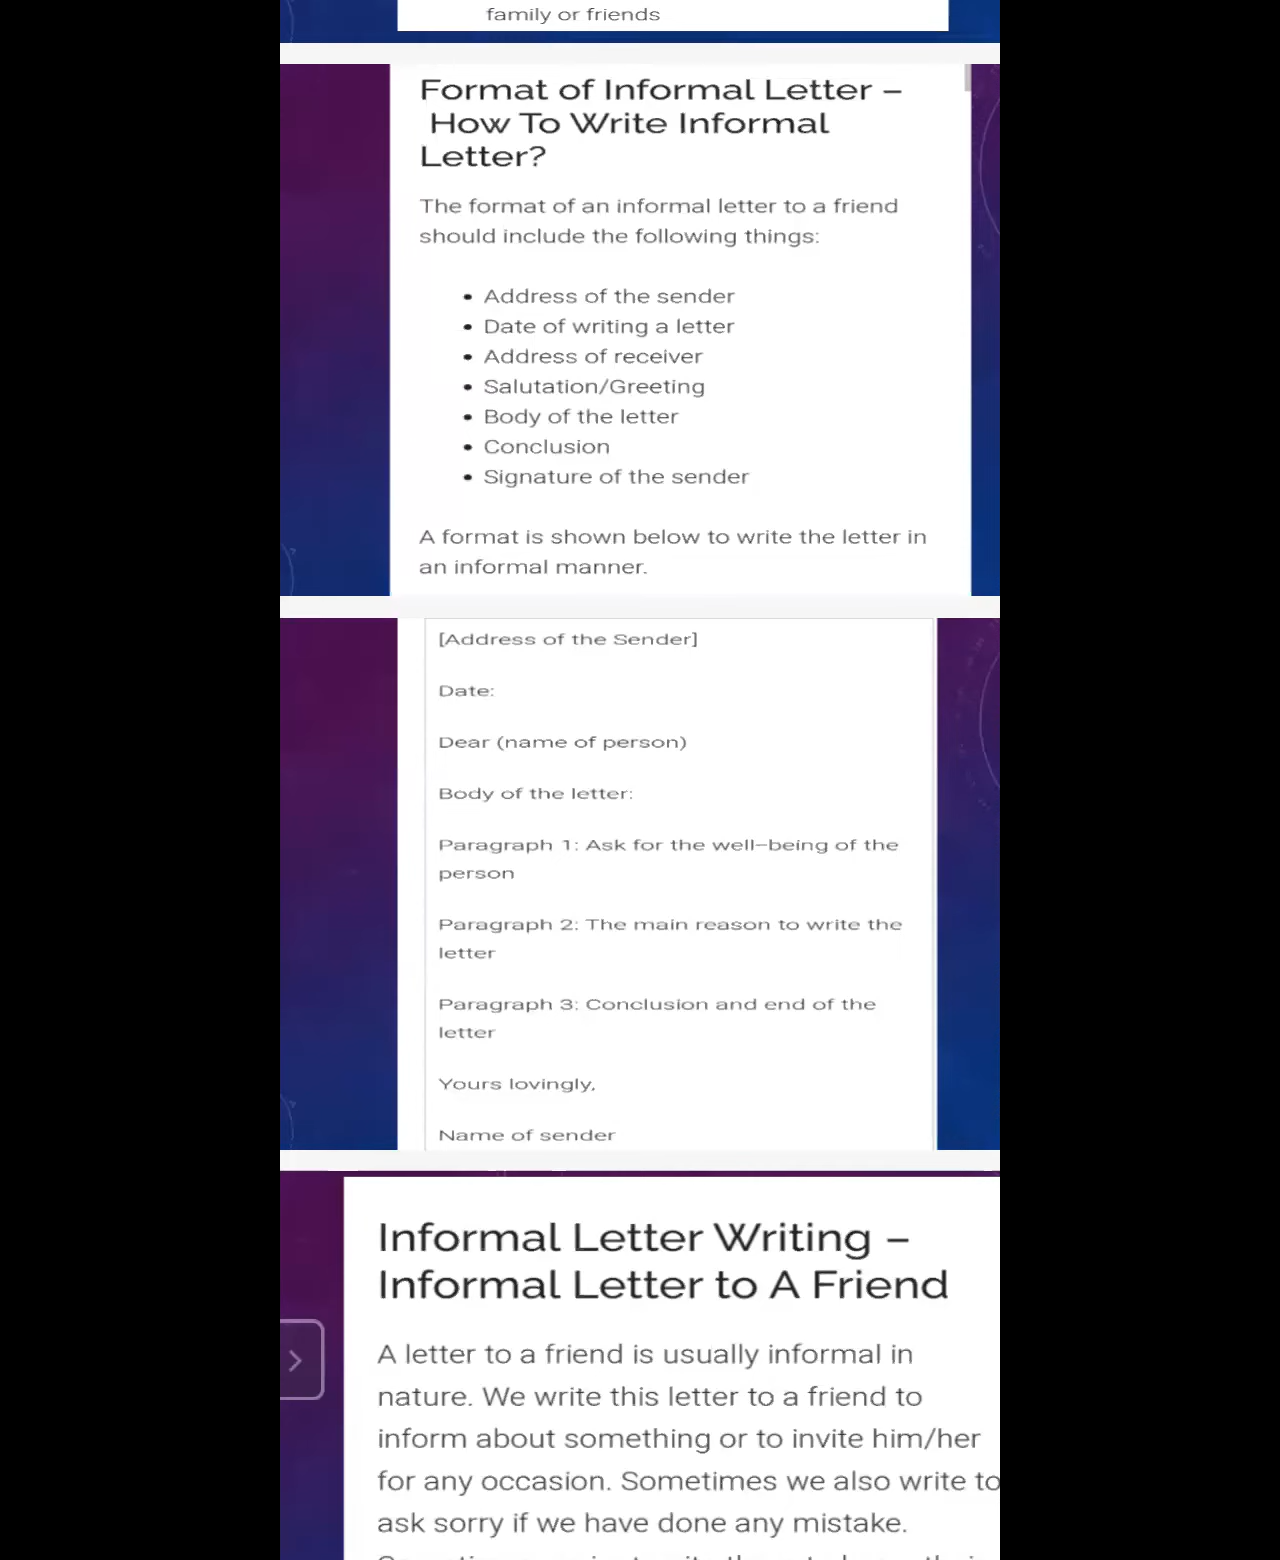 family or friends
Format of Informal Letter –
How To Write Informal
Letter?
The format of an informal letter to a friend
should include the following things:
• Address of the sender
• Date of writing a letter
• Address of receiver
• Salutation/Greeting
• Body of the letter
• Conclusion
• Signature of the sender
A format is shown below to write the letter in
an informal manner.
[Address of the Sender]
Date:
Dear (name of person)
Body of the letter:
Paragraph 1: Ask for the well-being of the
person
Paragraph 2: The main reason to write the
letter
Paragraph 3: Conclusion and end of the
letter
Yours lovingly,
Name of sender
Informal Letter Writing –
Informal Letter to A Friend
A letter to a friend is usually informal in
nature. We write this letter to a friend to
inform about something or to invite him/her
for any occasion. Sometimes we also write to
ask sorry if we have done any mistake.